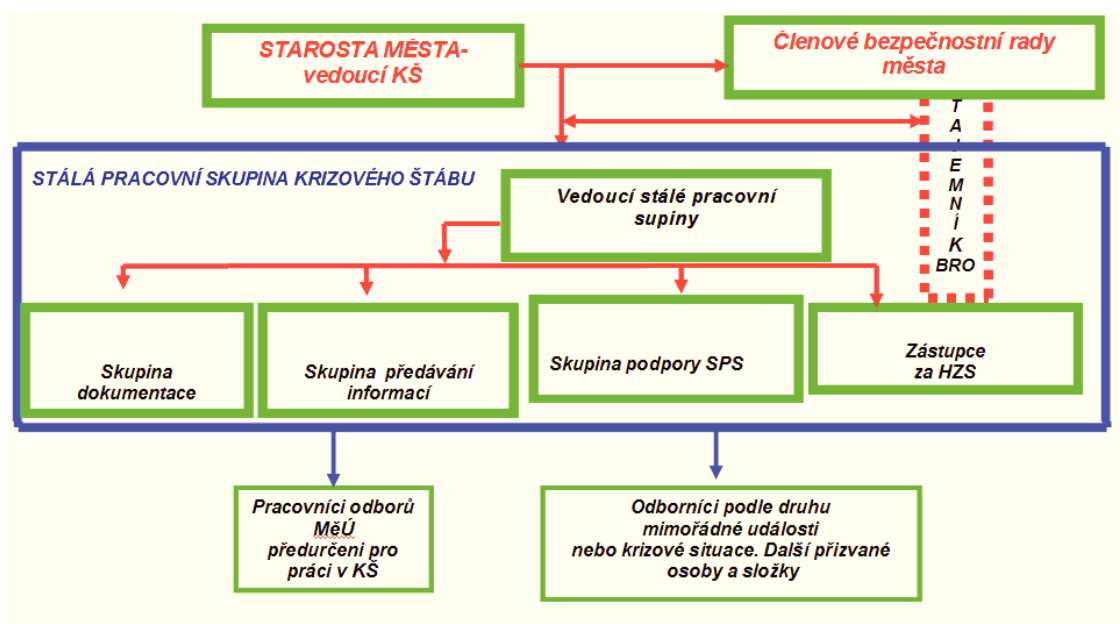 STAROSTA MĚSTA-
vedoucí KŠ
Členové bezpečnostní rady
města
TAJEMNÍK
BRO
STÁLÁ PRACOVNÍ SKUPINA KRIZOVÉHO ŠTÁBU
Vedoucí stálé pracovní
supiny
Skupina
dokumentace
Skupina předávání
informací
Skupina podpory SPS
Zástupce
za HZS
Pracovníci odborů
MěÚ
předurčeni pro
práci v KŠ
Odborníci podle druhu
mimořádné události
nebo krizové situace. Další přizvané
osoby a složky